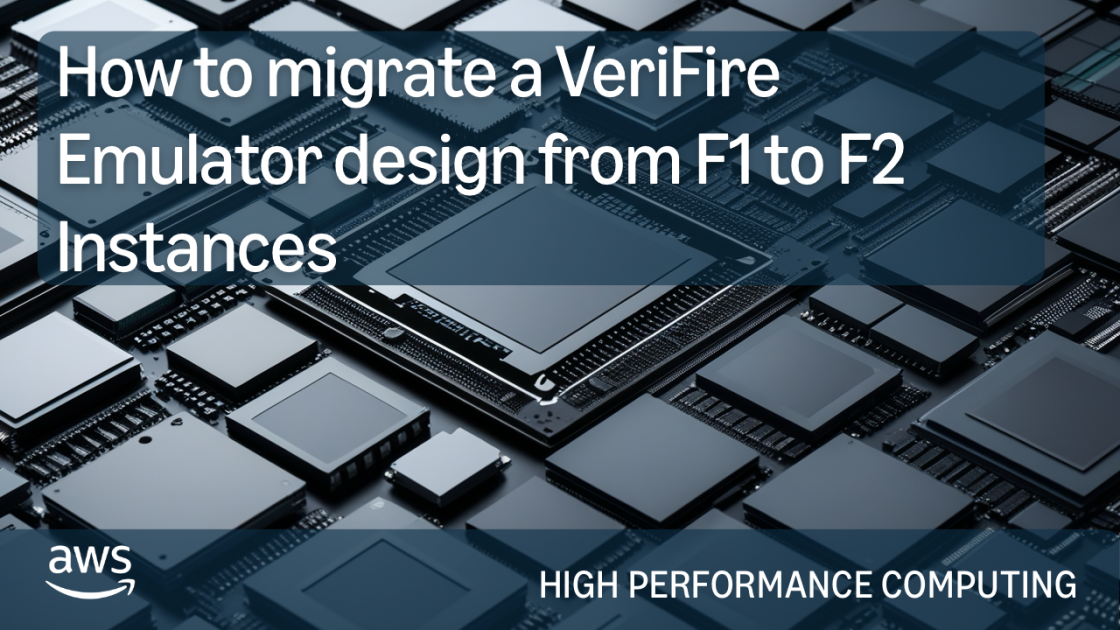 How to migrate a VeriFire
Emulator design from F1 to F2
Instances
aws
HIGH PERFORMANCE COMPUTING